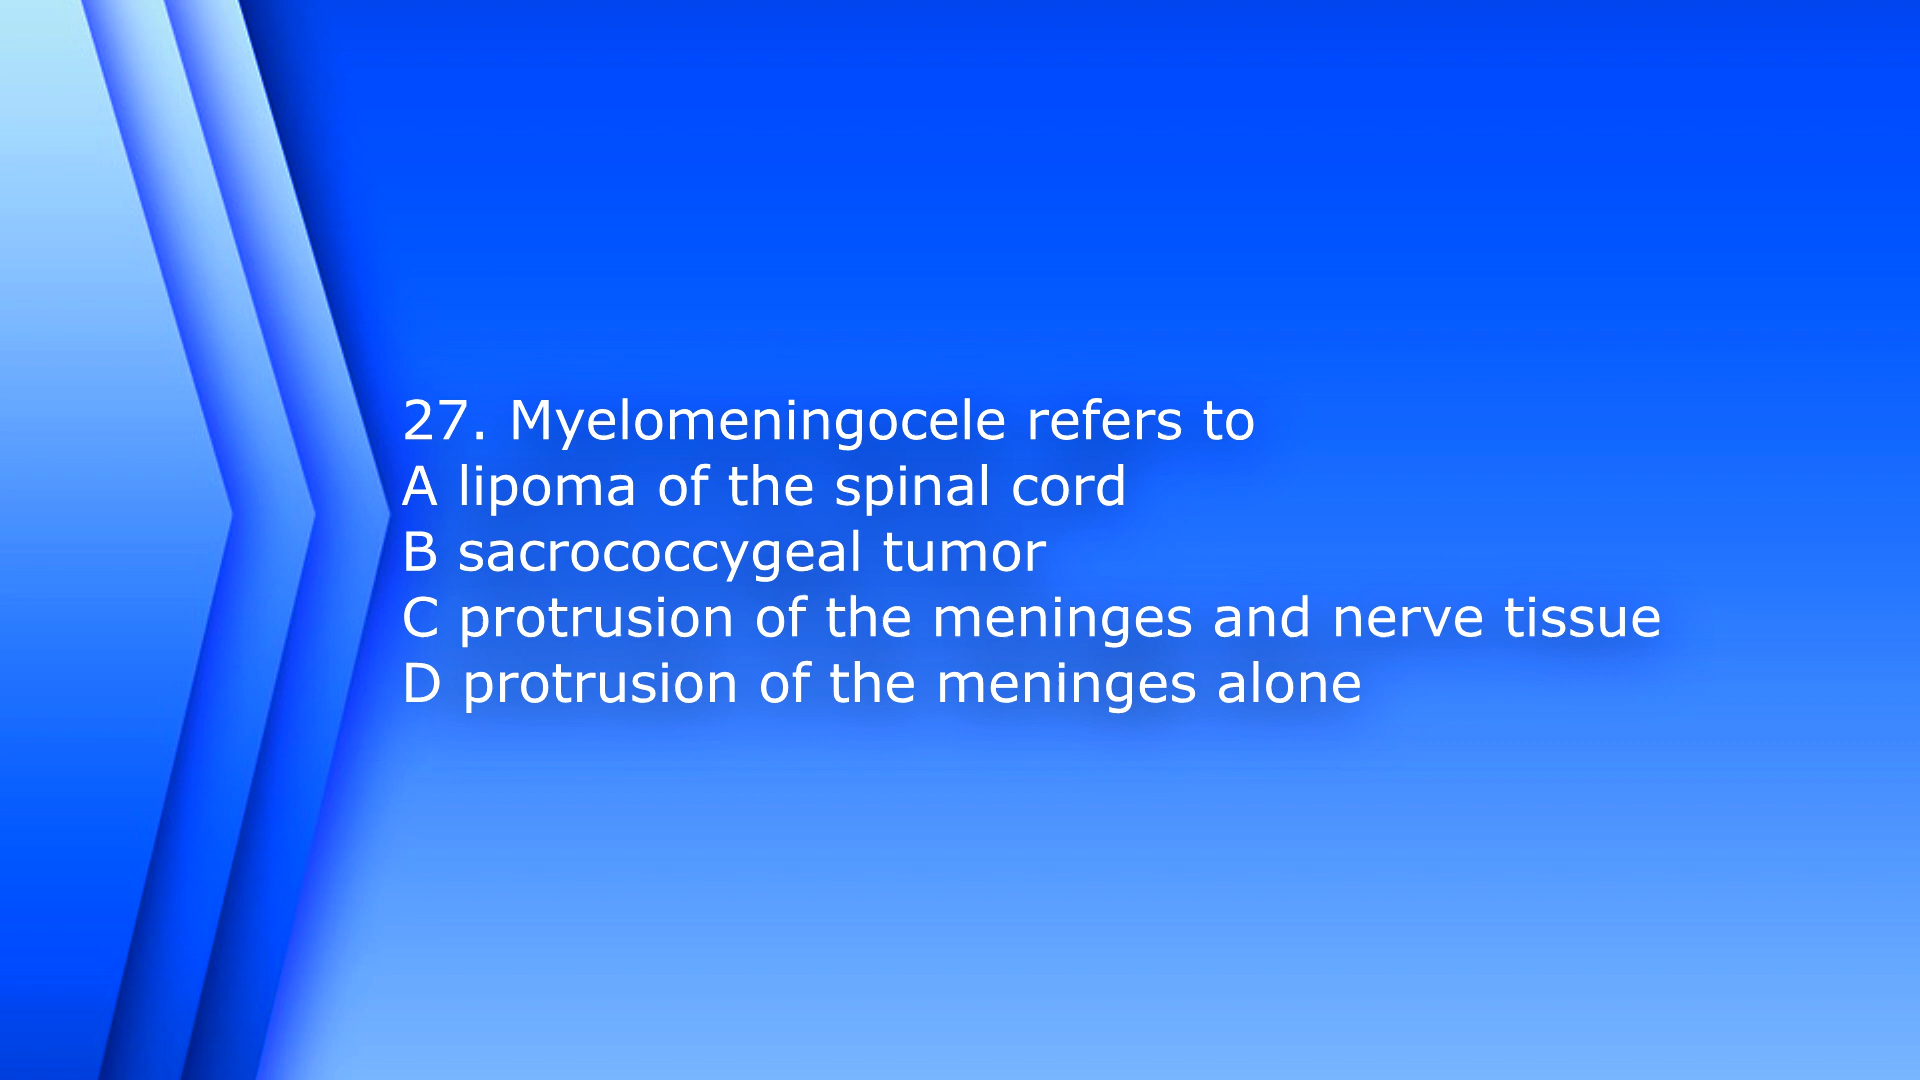 27. Myelomeningocele refers to
A lipoma of the spinal cord
B sacrococcygeal tumor
C protrusion of the meninges and nerve tissue
D protrusion of the meninges alone